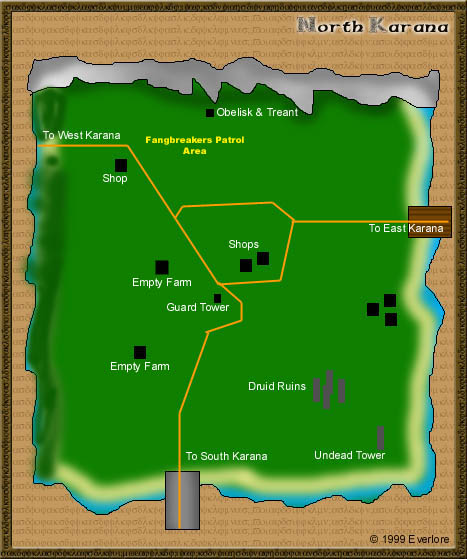 North Karana
Obelisk & Treant
To West Karana
Fangbreakers Patrol
Area
Shop
To East Karana
Shops
Empty Farm
Guard Tower
Empty Farm
Druid Ruins
To South Karana
Undead Tower
© 1999 Everlore